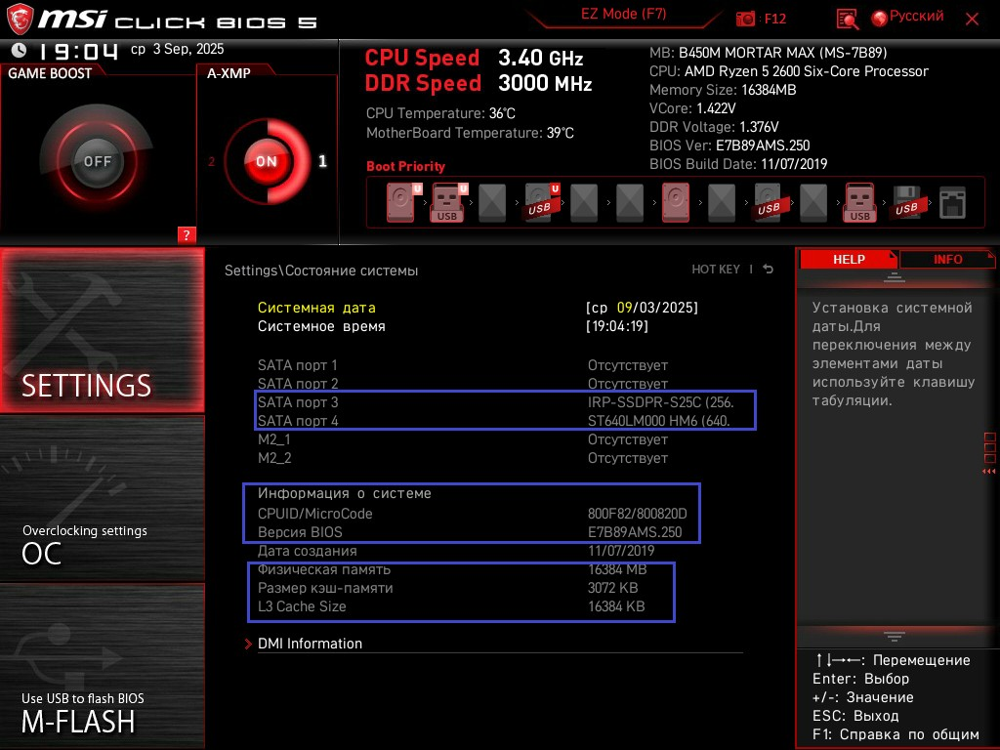 msi CLICK BIOS 5
EZ Mode (F7)
F12
Русский
19:04 ср 3 Sep, 2025
GAME BOOST
A-XMP
OFF
2 ON 1
?
CPU Speed 3.40 GHz
DDR Speed 3000 MHz
CPU Temperature: 36°C
MotherBoard Temperature: 39°C
MB: B450M MORTAR MAX (MS-7B89)
CPU: AMD Ryzen 5 2600 Six-Core Processor
Memory Size: 16384MB
VCore: 1.422V
DDR Voltage: 1.376V
BIOS Ver: E7B89AMS.250
BIOS Build Date: 11/07/2019
Boot Priority
U U USB U USB USB USB USB
SETTINGS
Overclocking settings
OC
Use USB to flash BIOS
M-FLASH
Settings\Состояние системы
HOT KEY |
Системная дата [ср 09/03/2025]
Системное время [19:04:19]
SATA порт 1 Отсутствует
SATA порт 2 Отсутствует
SATA порт 3 IRP-SSDPR-S25C (256.
SATA порт 4 ST640LM000 HM6 (640.
M2_1 Отсутствует
M2_2 Отсутствует
Информация о системе
CPUID/MicroCode 800F82/800820D
Версия BIOS E7B89AMS.250
Дата создания 11/07/2019
Физическая память 16384 MB
Размер кэш-памяти 3072 KB
L3 Cache Size 16384 KB
DMI Information
HELP
INFO
Установка системной
даты.Для
переключения между
элементами даты
используйте клавишу
табуляции.
↑↓→←: Перемещение
Enter: Выбор
+/-: Значение
ESC: Выход
F1: Справка по общим